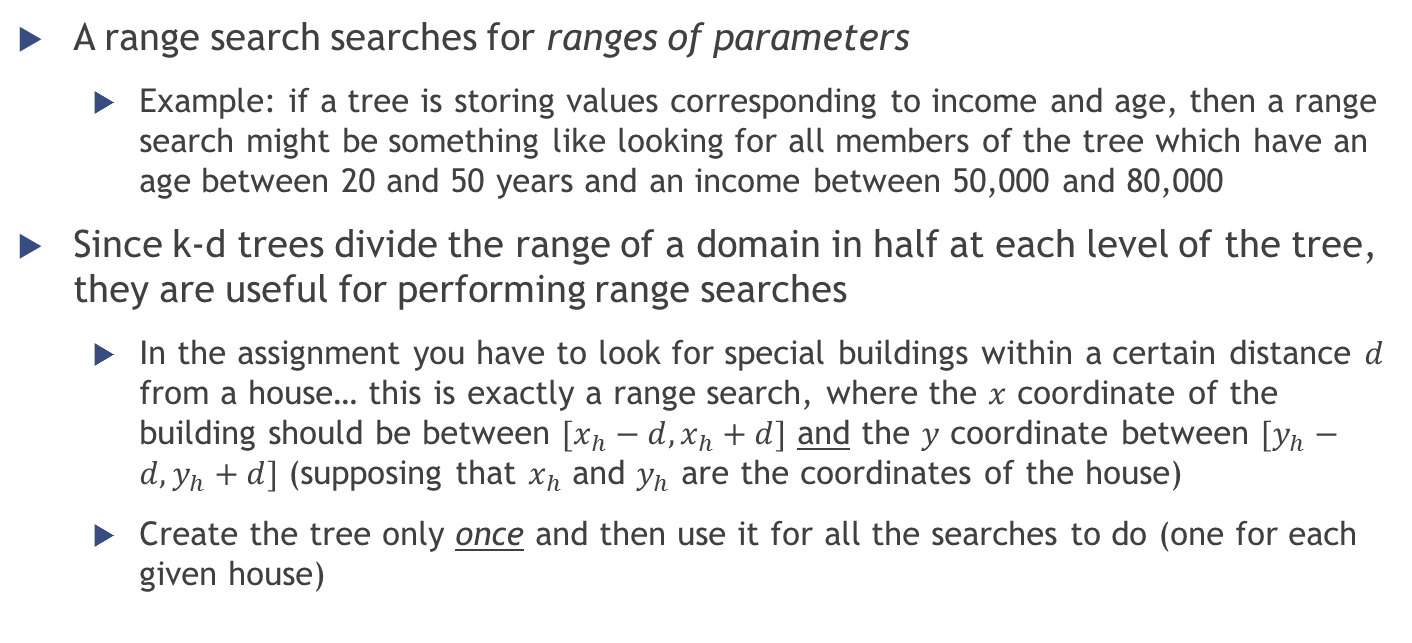 ▶ A range search searches for ranges of parameters
▶ Example: if a tree is storing values corresponding to income and age, then a range
search might be something like looking for all members of the tree which have an
age between 20 and 50 years and an income between 50,000 and 80,000
▶ Since k-d trees divide the range of a domain in half at each level of the tree,
they are useful for performing range searches
▶ In the assignment you have to look for special buildings within a certain distance d
from a house… this is exactly a range search, where the x coordinate of the
building should be between [xₕ − d, xₕ + d] and the y coordinate between [yₕ −
d, yₕ + d] (supposing that xₕ and yₕ are the coordinates of the house)
▶ Create the tree only once and then use it for all the searches to do (one for each
given house)